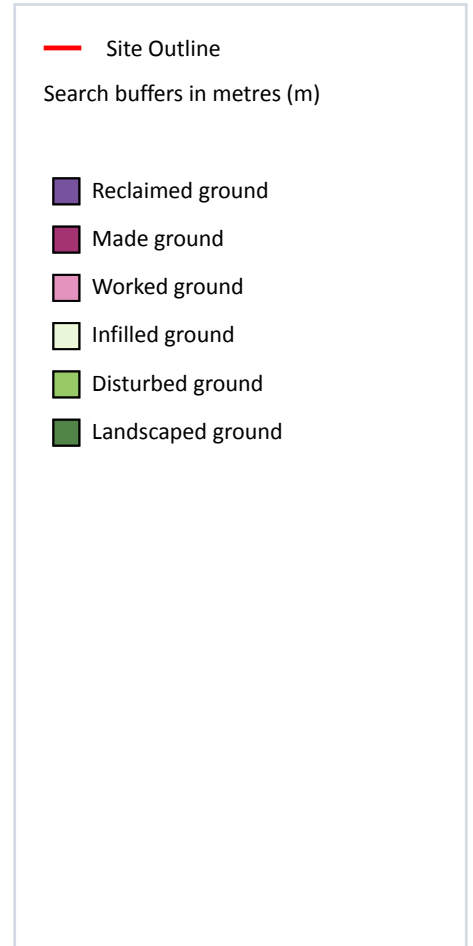 Site Outline
Search buffers in metres (m)
Reclaimed ground
Made ground
Worked ground
Infilled ground
Disturbed ground
Landscaped ground